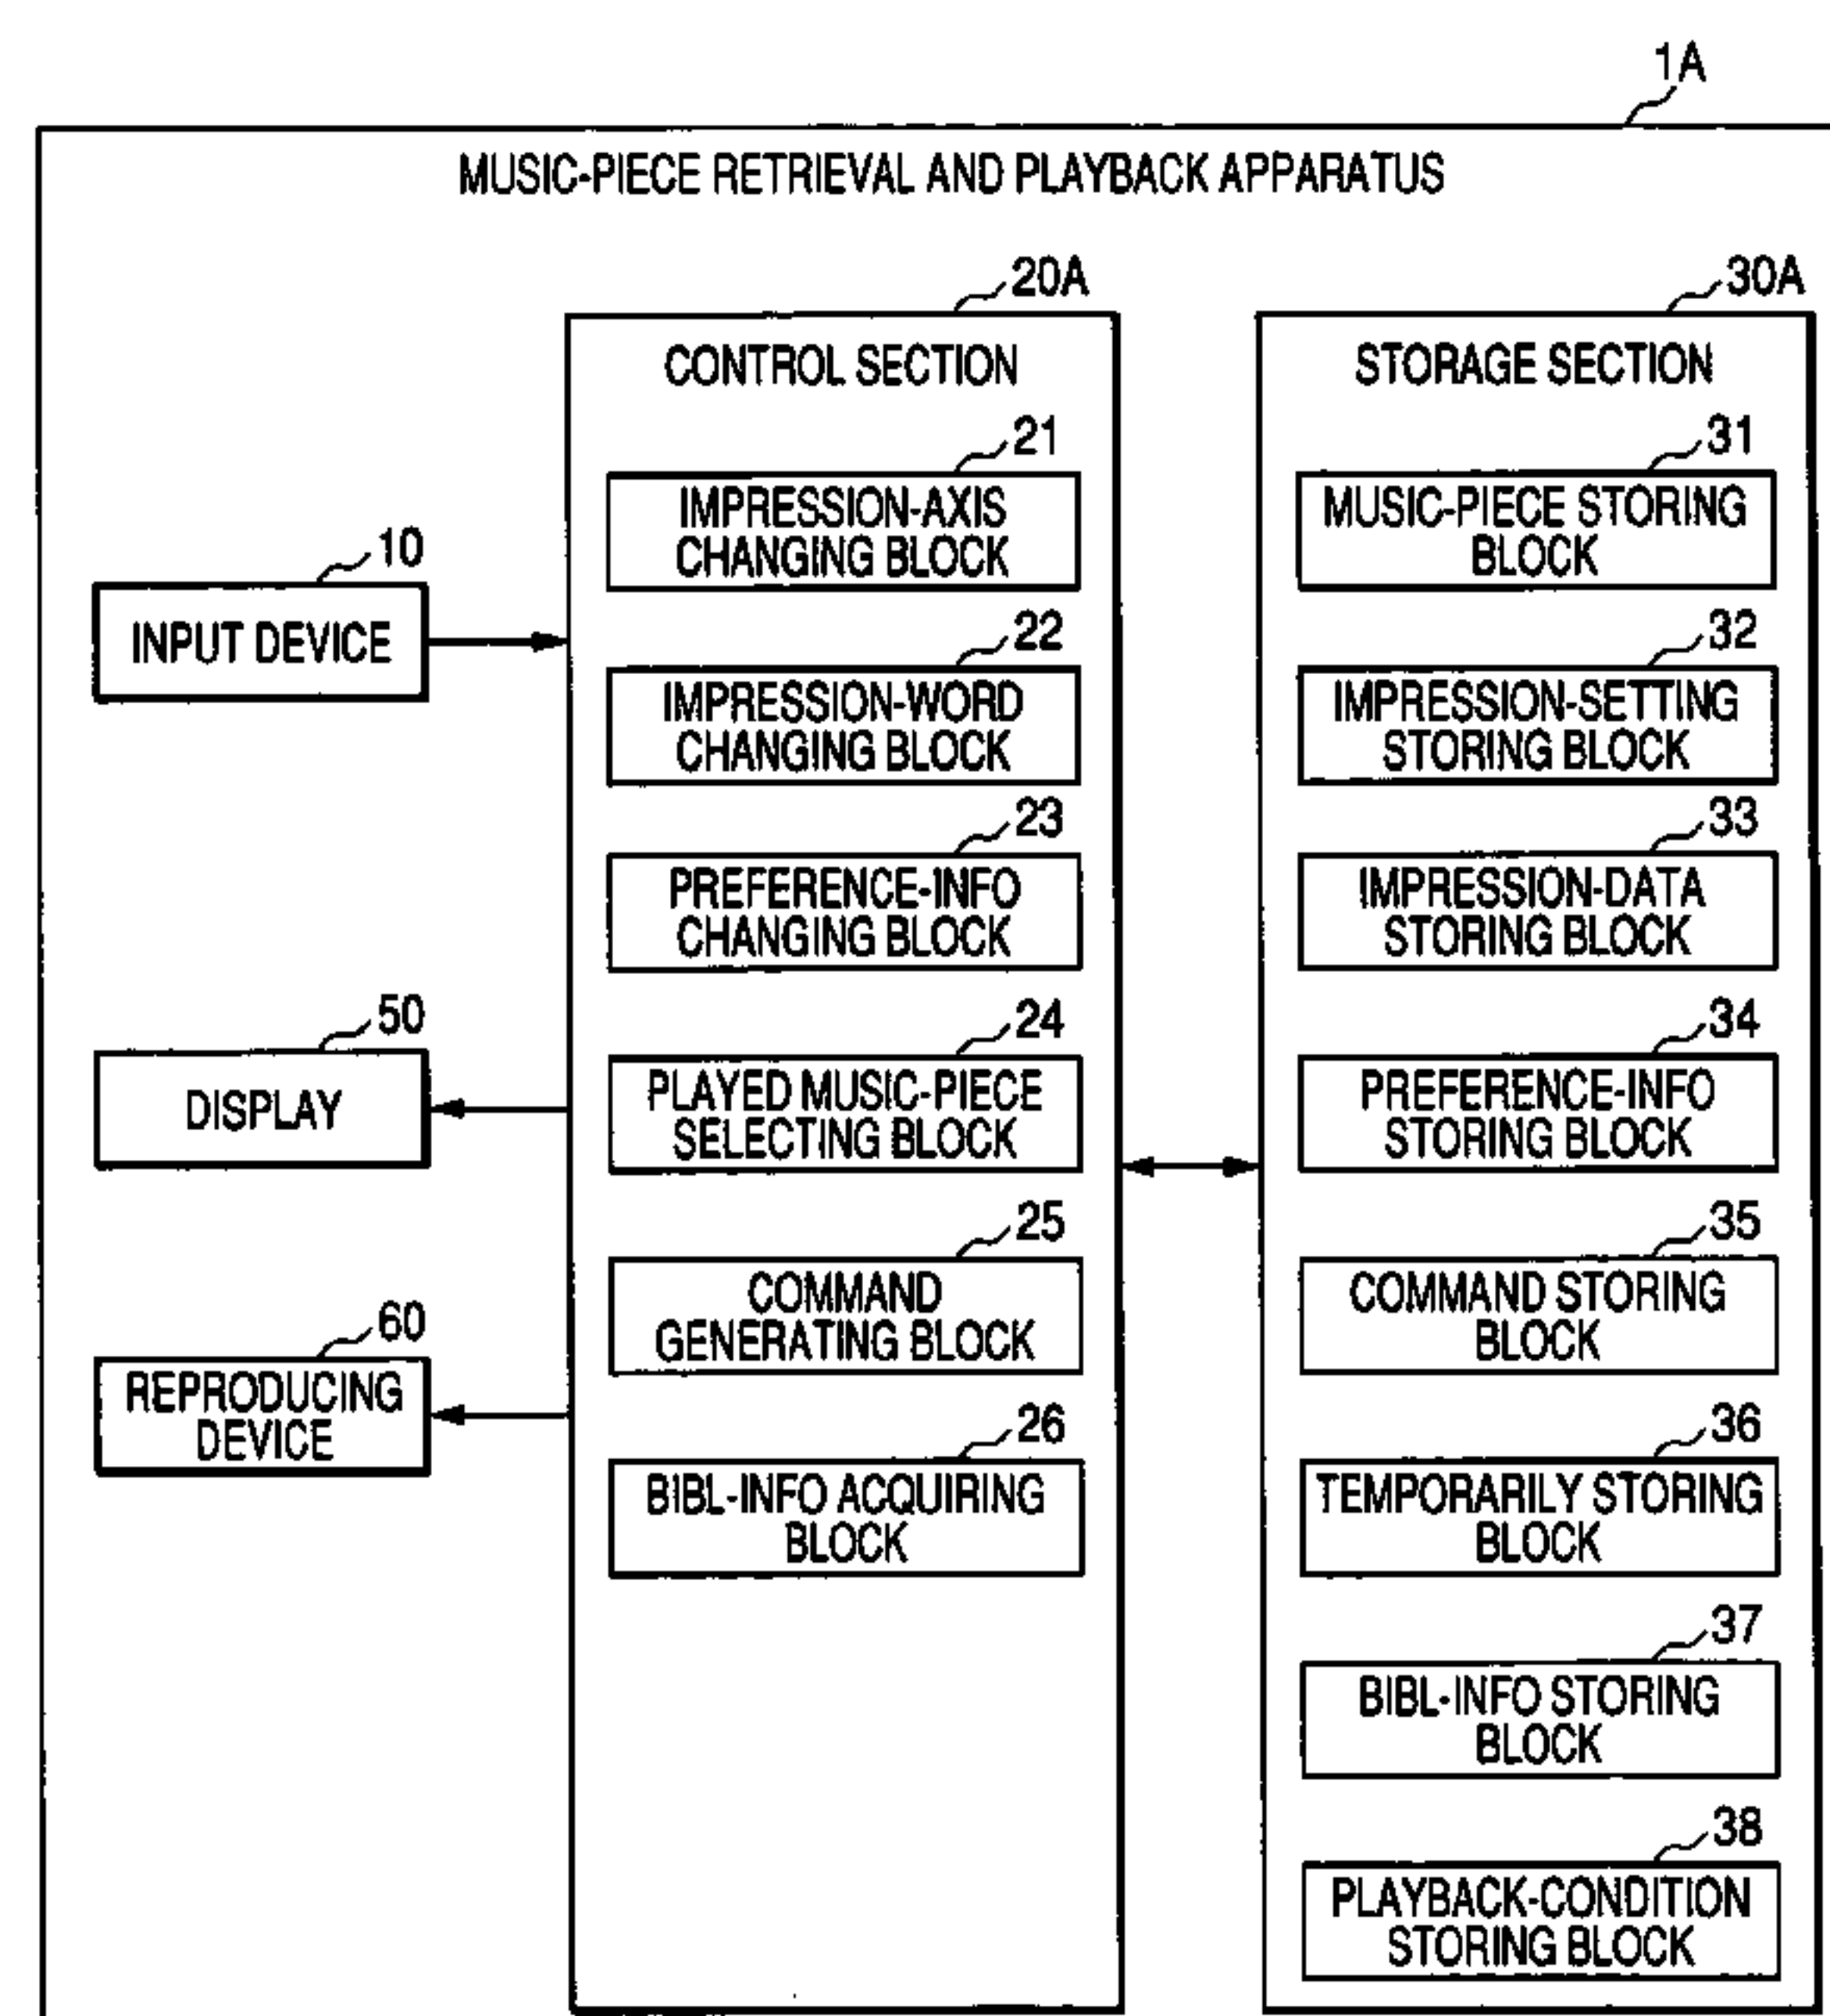 1A
MUSIC-PIECE RETRIEVAL AND PLAYBACK APPARATUS
10
INPUT DEVICE
50
DISPLAY
60
REPRODUCING
DEVICE
20A
CONTROL SECTION
21
IMPRESSION-AXIS
CHANGING BLOCK
22
IMPRESSION-WORD
CHANGING BLOCK
23
PREFERENCE-INFO
CHANGING BLOCK
24
PLAYED MUSIC-PIECE
SELECTING BLOCK
25
COMMAND
GENERATING BLOCK
26
BIBL-INFO ACQUIRING
BLOCK
30A
STORAGE SECTION
31
MUSIC-PIECE STORING
BLOCK
32
IMPRESSION-SETTING
STORING BLOCK
33
IMPRESSION-DATA
STORING BLOCK
34
PREFERENCE-INFO
STORING BLOCK
35
COMMAND STORING
BLOCK
36
TEMPORARILY STORING
BLOCK
37
BIBL-INFO STORING
BLOCK
38
PLAYBACK-CONDITION
STORING BLOCK